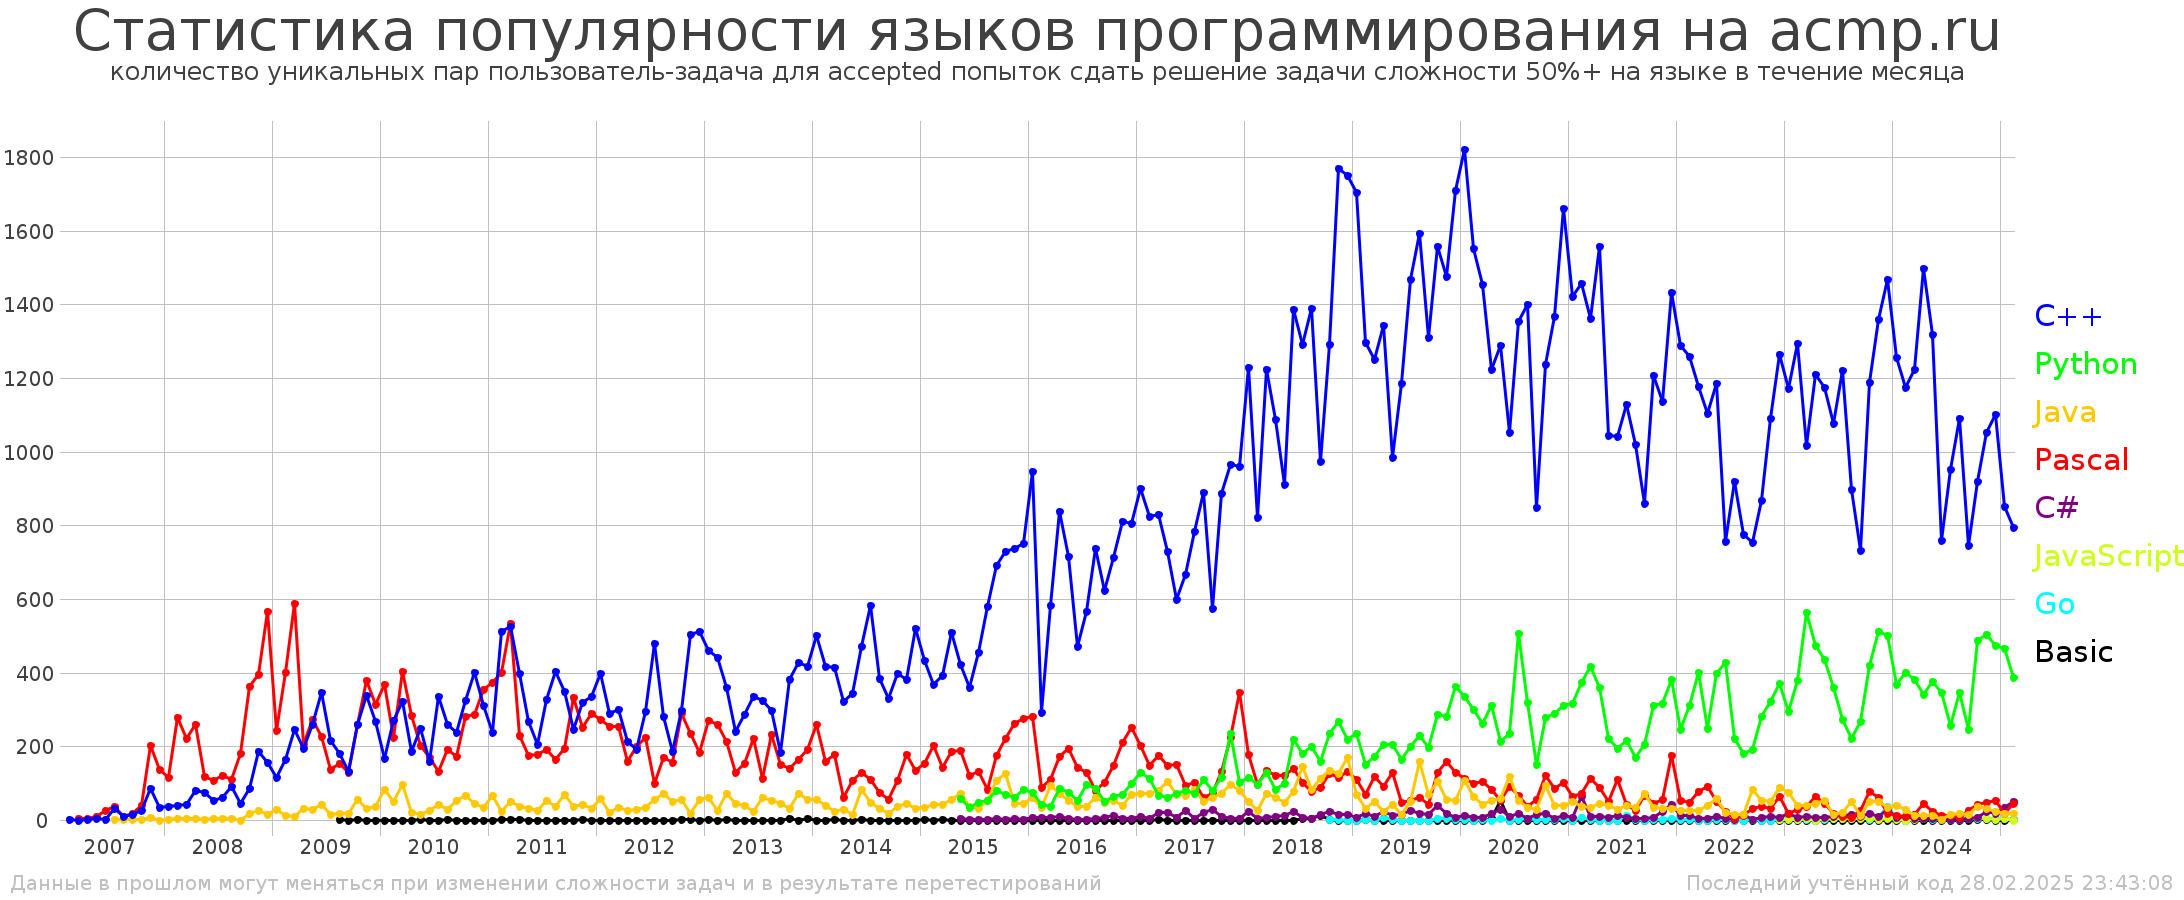 Статистика популярности языков программирования на acmp.ru
количество уникальных пар пользователь-задача для accepted попыток сдать решение задачи сложности 50%+ на языке в течение месяца
1800
1600
1400
1200
1000
800
600
400
200
0
C++
Python
Java
Pascal
C#
JavaScript
Go
Basic
2007 2008 2009 2010 2011 2012 2013 2014 2015 2016 2017 2018 2019 2020 2021 2022 2023 2024
Данные в прошлом могут меняться при изменении сложности задач и в результате перетестирований
Последний учтённый код 28.02.2025 23:43:08